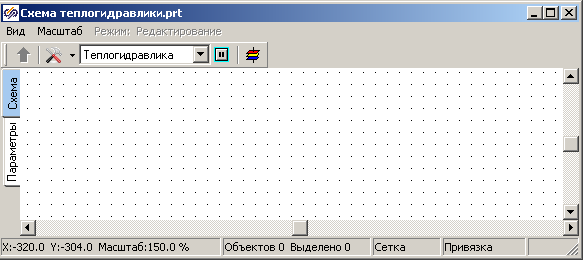 Схема теплогидравлики.prt
Вид Масштаб Режим: Редактирование
Теплогидравлика
Схема
Параметры
X:-320.0 Y:-304.0 Масштаб:150.0 % Объектов 0 Выделено 0 Сетка Привязка